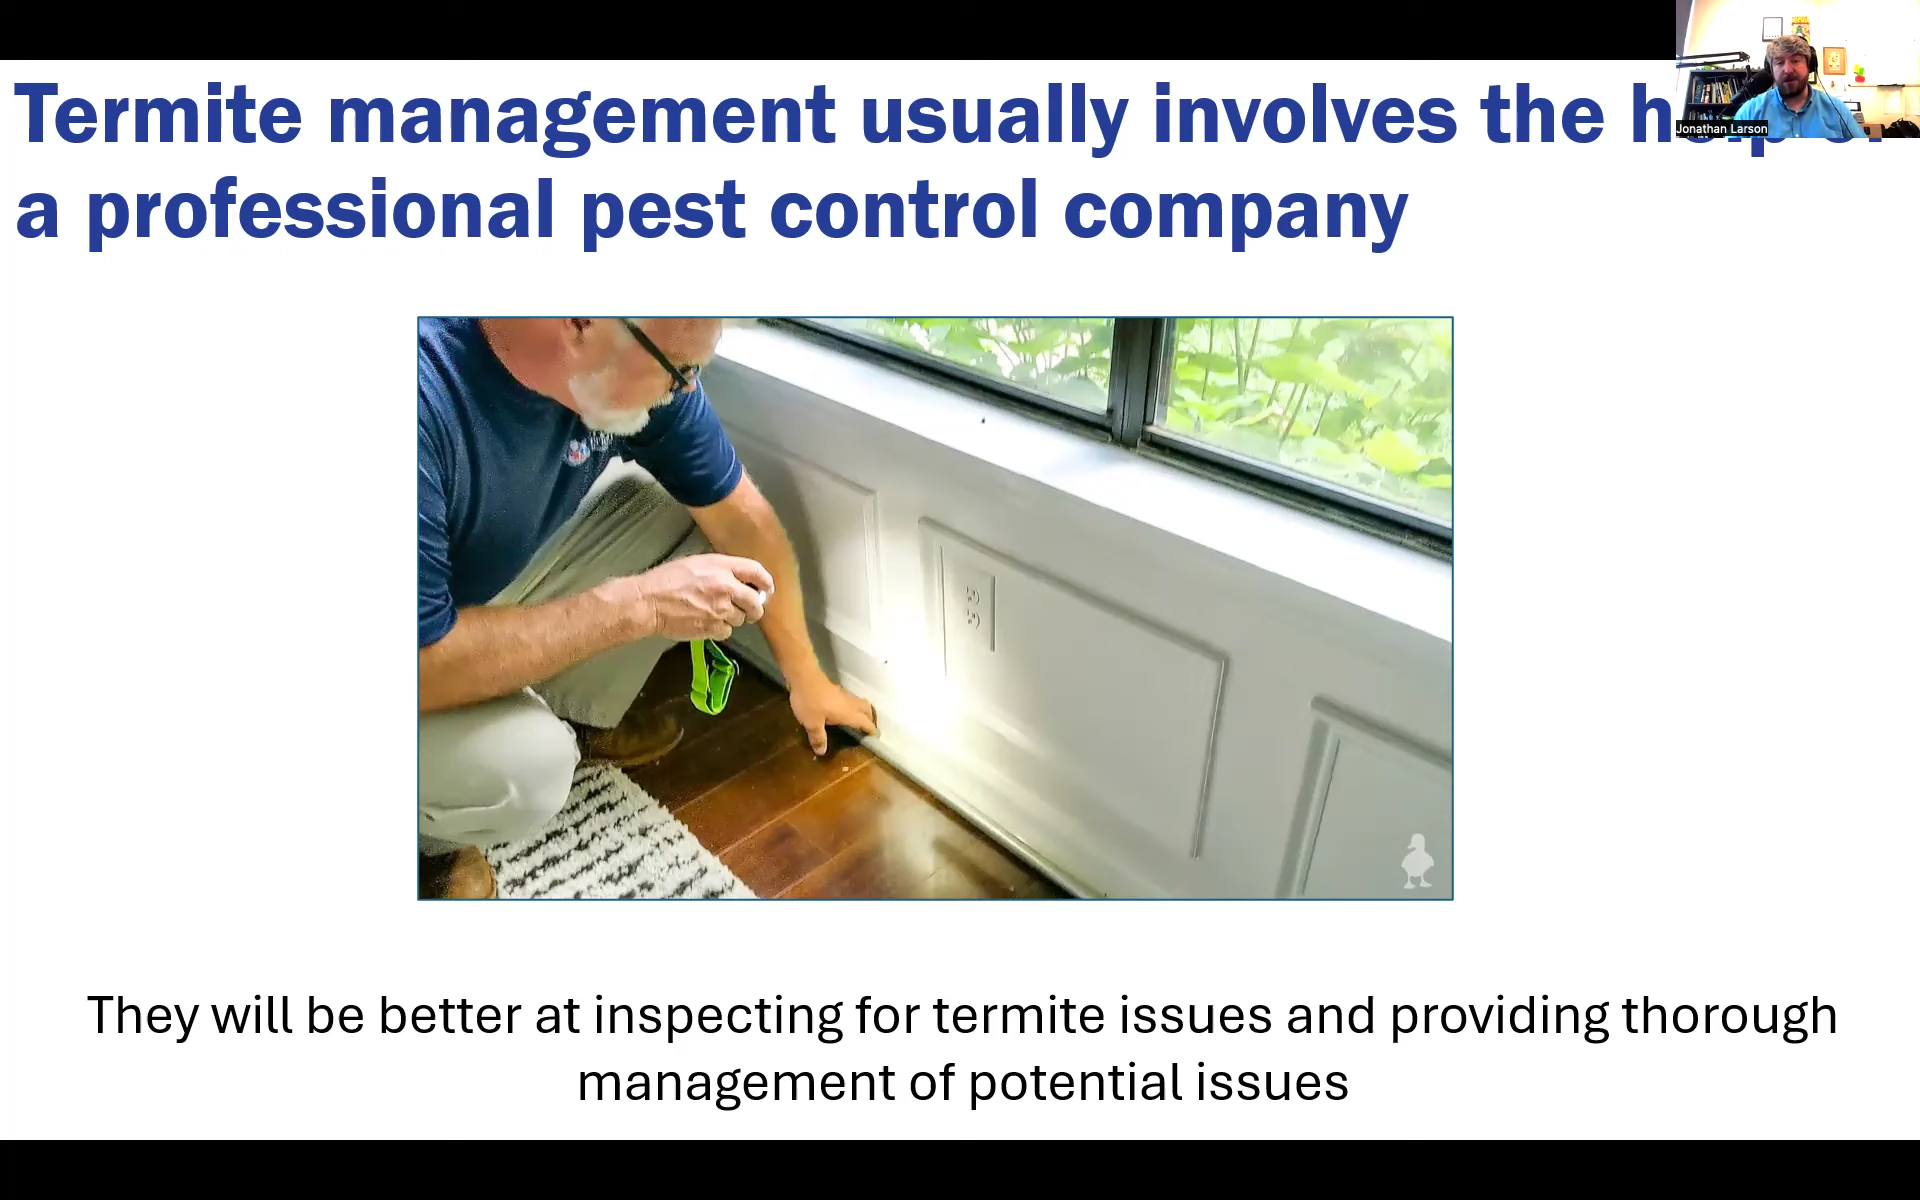 Termite management usually involves the
a professional pest control company
Jonathan Larson
They will be better at inspecting for termite issues and providing thorough
management of potential issues